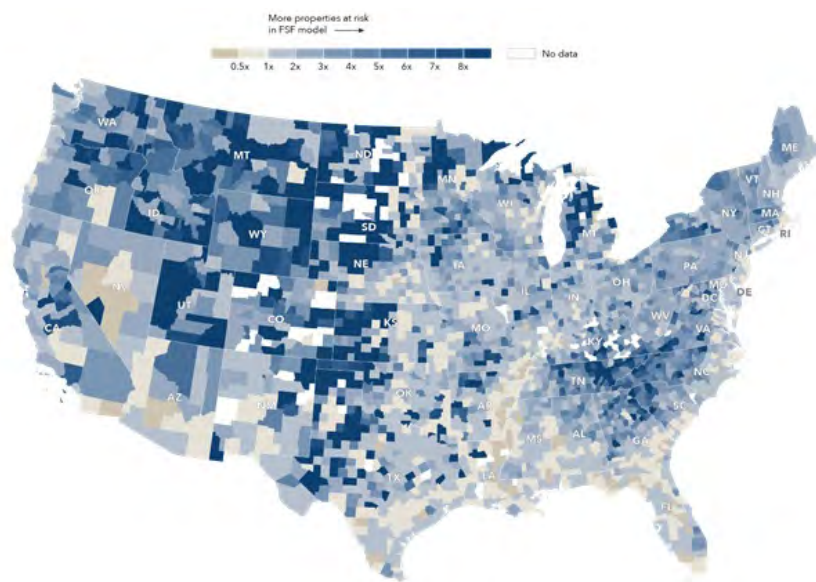 More properties at risk
in FSF model
0.5x 1x 2x 3x 4x 5x 6x 7x 8x
No data
WA
MT
ND
MN
ME
OR
ID
WY
SD
WI
MI
NY
VT
NH
MA
CT
RI
NV
UT
CO
NE
IA
IL
IN
OH
PA
NJ
MD
DE
DC
CA
KS
MO
KY
WV
VA
AZ
NM
OK
AR
TN
NC
SC
TX
LA
MS
AL
GA
FL